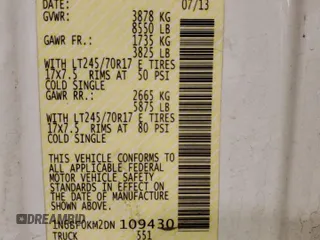 07/13
GVWR: 3878 KG
8550 LB
GAWR FR.: 1735 KG
3825 LB
WITH LT245/70R17 E TIRES
17X7.5 RIMS AT 50 PSI
COLD SINGLE
GAWR RR.: 2665 KG
5875 LB
WITH LT245/70R17 E TIRES
17X7.5 RIMS AT 80 PSI
COLD SINGLE
THIS VEHICLE CONFORMS TO
ALL APPLICABLE FEDERAL
MOTOR VEHICLE SAFETY
STANDARDS IN EFFECT ON THE
DATE OF MANUFACTURE
SHOWN ABOVE.
1N6BF0KM2DN 109430
TRUCK 551
DREAMBID